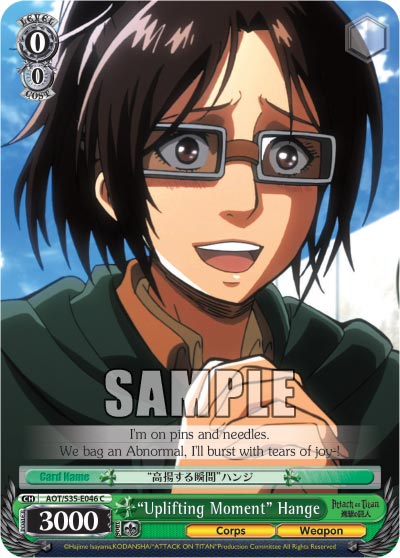 LEVEL
0
0
COST
SAMPLE
I'm on pins and needles.
We bag an Abnormal, I'll burst with tears of joy-!
Card Name
“高揚する瞬間”ハンジ
CH
AOT/S35-E046 C
“Uplifting Moment” Hange
Attack on Titan
進撃の巨人
POWER
3000
SOUL
Corps
Weapon
©Hajime Isayama,KODANSHA/"ATTACK ON TITAN"Production Committee All Rights Reserved